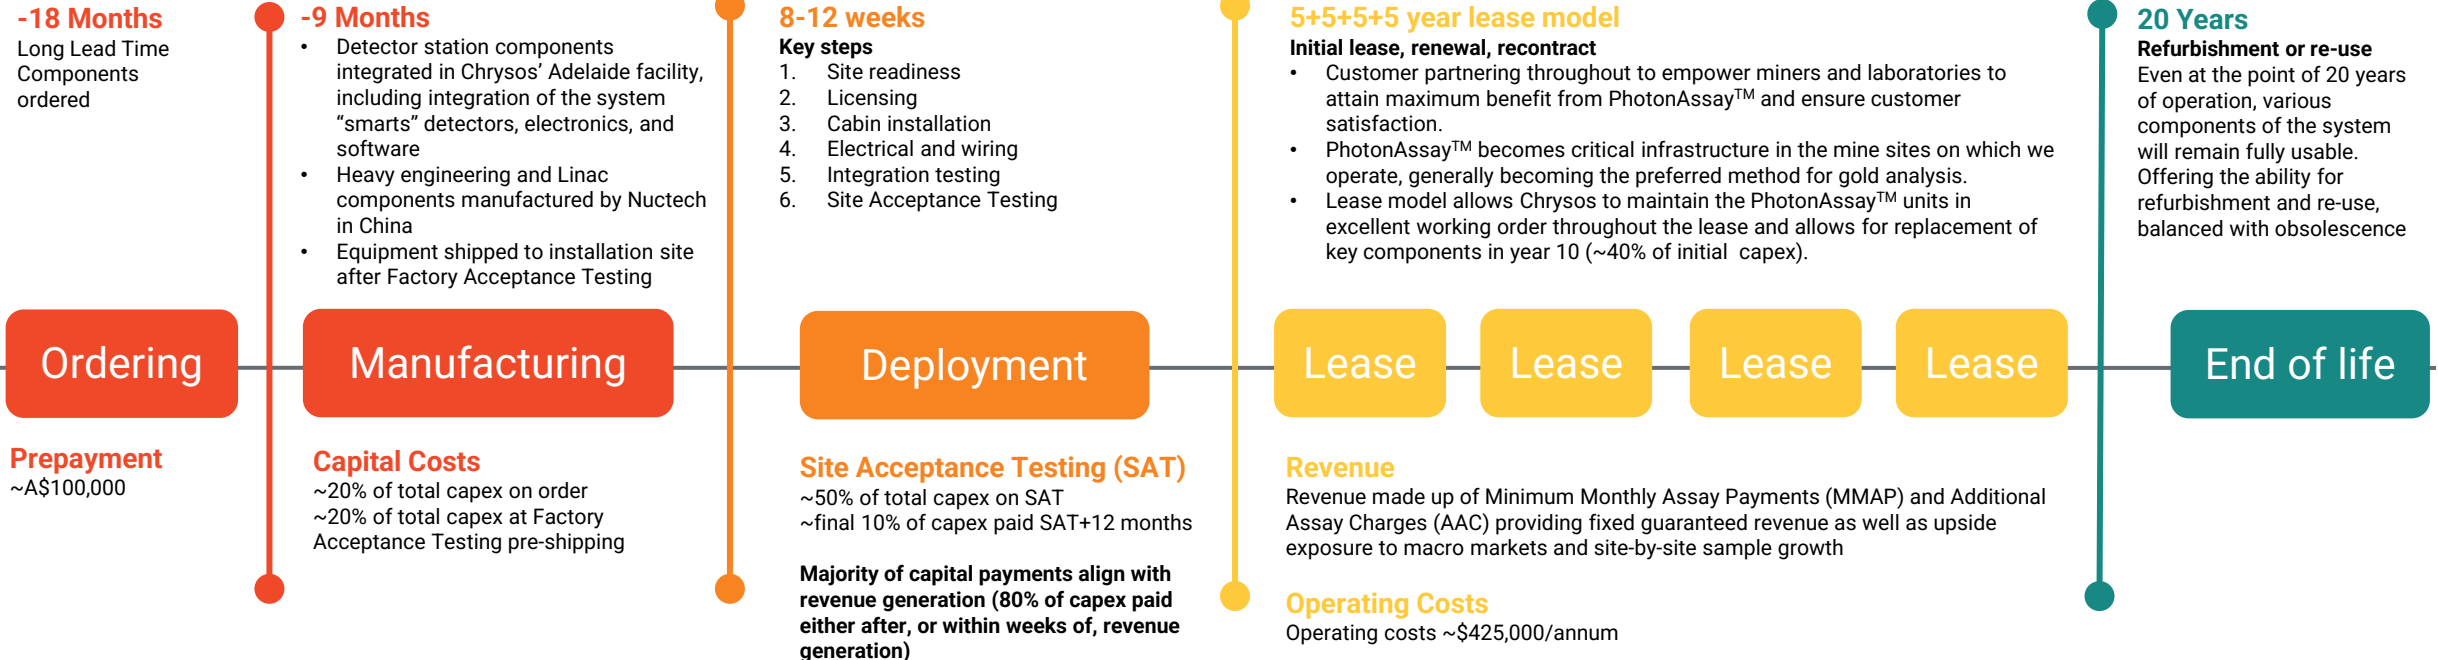 -18 Months
Long Lead Time
Components
ordered
-9 Months
• Detector station components
integrated in Chrysos’ Adelaide facility,
including integration of the system
“smarts” detectors, electronics, and
software
• Heavy engineering and Linac
components manufactured by Nuctech
in China
• Equipment shipped to installation site
after Factory Acceptance Testing
8-12 weeks
Key steps
1. Site readiness
2. Licensing
3. Cabin installation
4. Electrical and wiring
5. Integration testing
6. Site Acceptance Testing
5+5+5+5 year lease model
Initial lease, renewal, recontract
• Customer partnering throughout to empower miners and laboratories to
attain maximum benefit from PhotonAssay™ and ensure customer
satisfaction.
• PhotonAssay™ becomes critical infrastructure in the mine sites on which we
operate, generally becoming the preferred method for gold analysis.
• Lease model allows Chrysos to maintain the PhotonAssay™ units in
excellent working order throughout the lease and allows for replacement of
key components in year 10 (~40% of initial capex).
20 Years
Refurbishment or re-use
Even at the point of 20 years
of operation, various
components of the system
will remain fully usable.
Offering the ability for
refurbishment and re-use,
balanced with obsolescence
Ordering
Manufacturing
Deployment
Lease
Lease
Lease
Lease
End of life
Prepayment
~A$100,000
Capital Costs
~20% of total capex on order
~20% of total capex at Factory
Acceptance Testing pre-shipping
Site Acceptance Testing (SAT)
~50% of total capex on SAT
~final 10% of capex paid SAT+12 months
Majority of capital payments align with
revenue generation (80% of capex paid
either after, or within weeks of, revenue
generation)
Revenue
Revenue made up of Minimum Monthly Assay Payments (MMAP) and Additional
Assay Charges (AAC) providing fixed guaranteed revenue as well as upside
exposure to macro markets and site-by-site sample growth
Operating Costs
Operating costs ~$425,000/annum